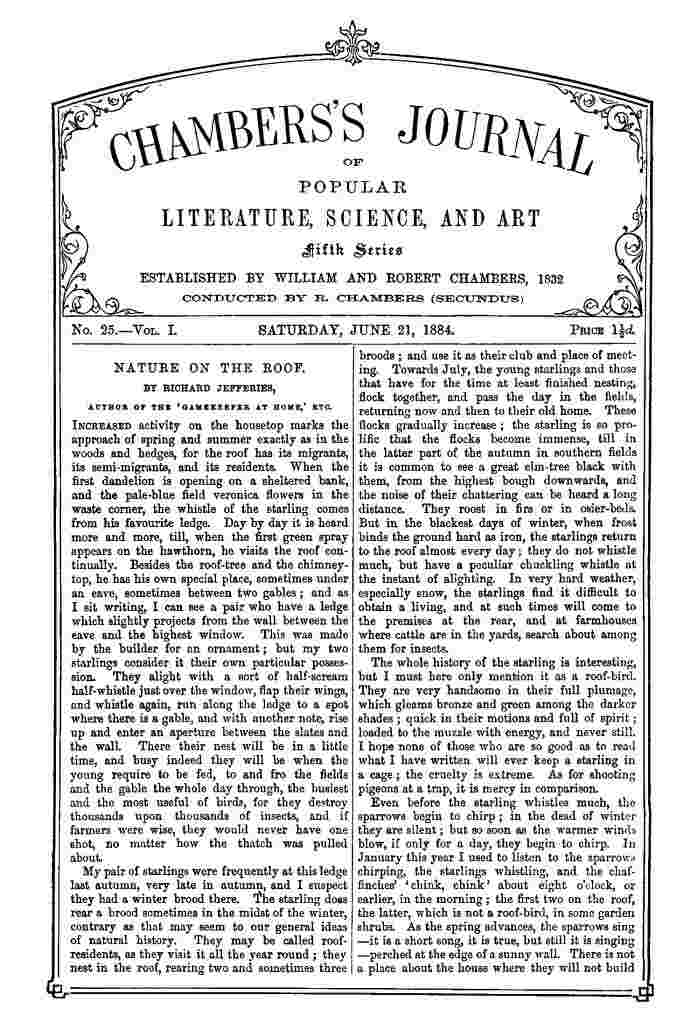 CHAMBERS'S JOURNAL
OF
POPULAR
LITERATURE, SCIENCE, AND ART
Fifth Series
ESTABLISHED BY WILLIAM AND ROBERT CHAMBERS, 1832
CONDUCTED BY R. CHAMBERS (SECUNDUS)
No. 25.—Vol. I.
SATURDAY, JUNE 21, 1884.
Price 1½d.
NATURE ON THE ROOF.
BY RICHARD JEFFERIES,
AUTHOR OF THE 'GAMEKEEPER AT HOME,' ETC.
Increased activity on the housetop marks the
approach of spring and summer exactly as in the
woods and hedges, for the roof has its migrants,
its semi-migrants, and its residents. When the
first dandelion is opening on a sheltered bank,
and the pale-blue field veronica flowers in the
waste corner, the whistle of the starling comes
from his favourite ledge. Day by day it is heard
more and more, till, when the first green spray
appears on the hawthorn, he visits the roof con-
tinually. Besides the roof-tree and the chimney-
top, he has his own special place, sometimes under
an eave, sometimes between two gables; and as
I sit writing, I can see a pair who have a ledge
which slightly projects from the wall between the
eave and the highest window. This was made
by the builder for an ornament; but my two
starlings consider it their own particular posses-
sion. They alight with a sort of half-scream
half-whistle just over the window, flap their wings,
and whistle again, run along the ledge to a spot
where there is a gable, and with another note, rise
up and enter an aperture between the slates and
the wall. There their nest will be in a little
time, and busy indeed they will be when the
young require to be fed, to and fro the fields
and the gable the whole day through, the busiest
and the most useful of birds, for they destroy
thousands upon thousands of insects, and if
farmers were wise, they would never have one
shot, no matter how the thatch was pulled
about.
My pair of starlings were frequently at this ledge
last autumn, very late in autumn, and I suspect
they had a winter brood there. The starling does
rear a brood sometimes in the midst of the winter,
contrary as that may seem to our general ideas
of natural history. They may be called roof-
residents, as they visit it all the year round; they
nest in the roof, rearing two and sometimes three
broods; and use it as their club and place of meet-
ing. Towards July, the young starlings and those
that have for the time at least finished nesting,
flock together, and pass the day in the fields,
returning now and then to their old home. These
flocks gradually increase; the starling is so pro-
lific that the flocks become immense, till in
the latter part of the autumn in southern fields
it is common to see a great elm-tree black with
them, from the highest bough downwards, and
the noise of their chattering can be heard a long
distance. They roost in firs or in osier-beds.
But in the blackest days of winter, when frost
binds the ground hard as iron, the starlings return
to the roof almost every day; they do not whistle
much, but have a peculiar chuckling whistle at
the instant of alighting. In very hard weather,
especially snow, the starlings find it difficult to
obtain a living, and at such times will come to
the premises at the rear, and at farmhouses
where cattle are in the yards, search about among
them for insects.
The whole history of the starling is interesting,
but I must here only mention it as a roof-bird.
They are very handsome in their full plumage,
which gleams bronze and green among the darker
shades; quick in their motions and full of spirit;
loaded to the muzzle with energy, and never still.
I hope none of those who are so good as to read
what I have written will ever keep a starling in
a cage; the cruelty is extreme. As for shooting
pigeons at a trap, it is mercy in comparison.
Even before the starling whistles much, the
sparrows begin to chirp; in the dead of winter
they are silent; but so soon as the warmer winds
blow, if only for a day, they begin to chirp. In
January this year I used to listen to the sparrows
chirping, the starlings whistling, and the chaf-
finches' 'chink, chink' about eight o'clock, or
earlier, in the morning; the first two on the roof,
the latter, which is not a roof-bird, in some garden
shrubs. As the spring advances, the sparrows sing
—it is a short song, it is true, but still it is singing
—perched at the edge of a sunny wall. There is not
a place about the house where they will not build